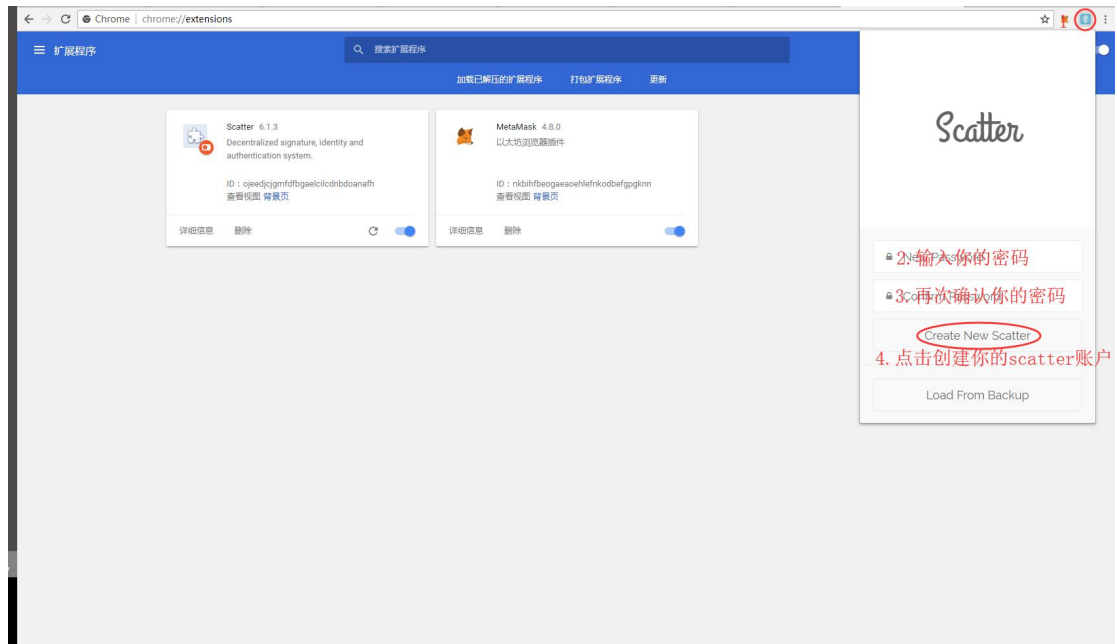 Chrome | chrome://extensions
扩展程序
搜索扩展程序
加载已解压的扩展程序 打包扩展程序 更新
Scatter 6.1.3
Decentralized signature, identity and
authentication system.
ID：ojeedjcjgmfdfbgaelcilcdnbdoanafh
查看视图 背景页
详细信息 删除
MetaMask 4.8.0
以太坊浏览器插件
ID：nkbihfbeogaeaoehlefnkodbefgpgknn
查看视图 背景页
详细信息 删除
Scatter
New Password
2.输入你的密码
Confirm Password
3.再次确认你的密码
Create New Scatter
4.点击创建你的scatter账户
Load From Backup